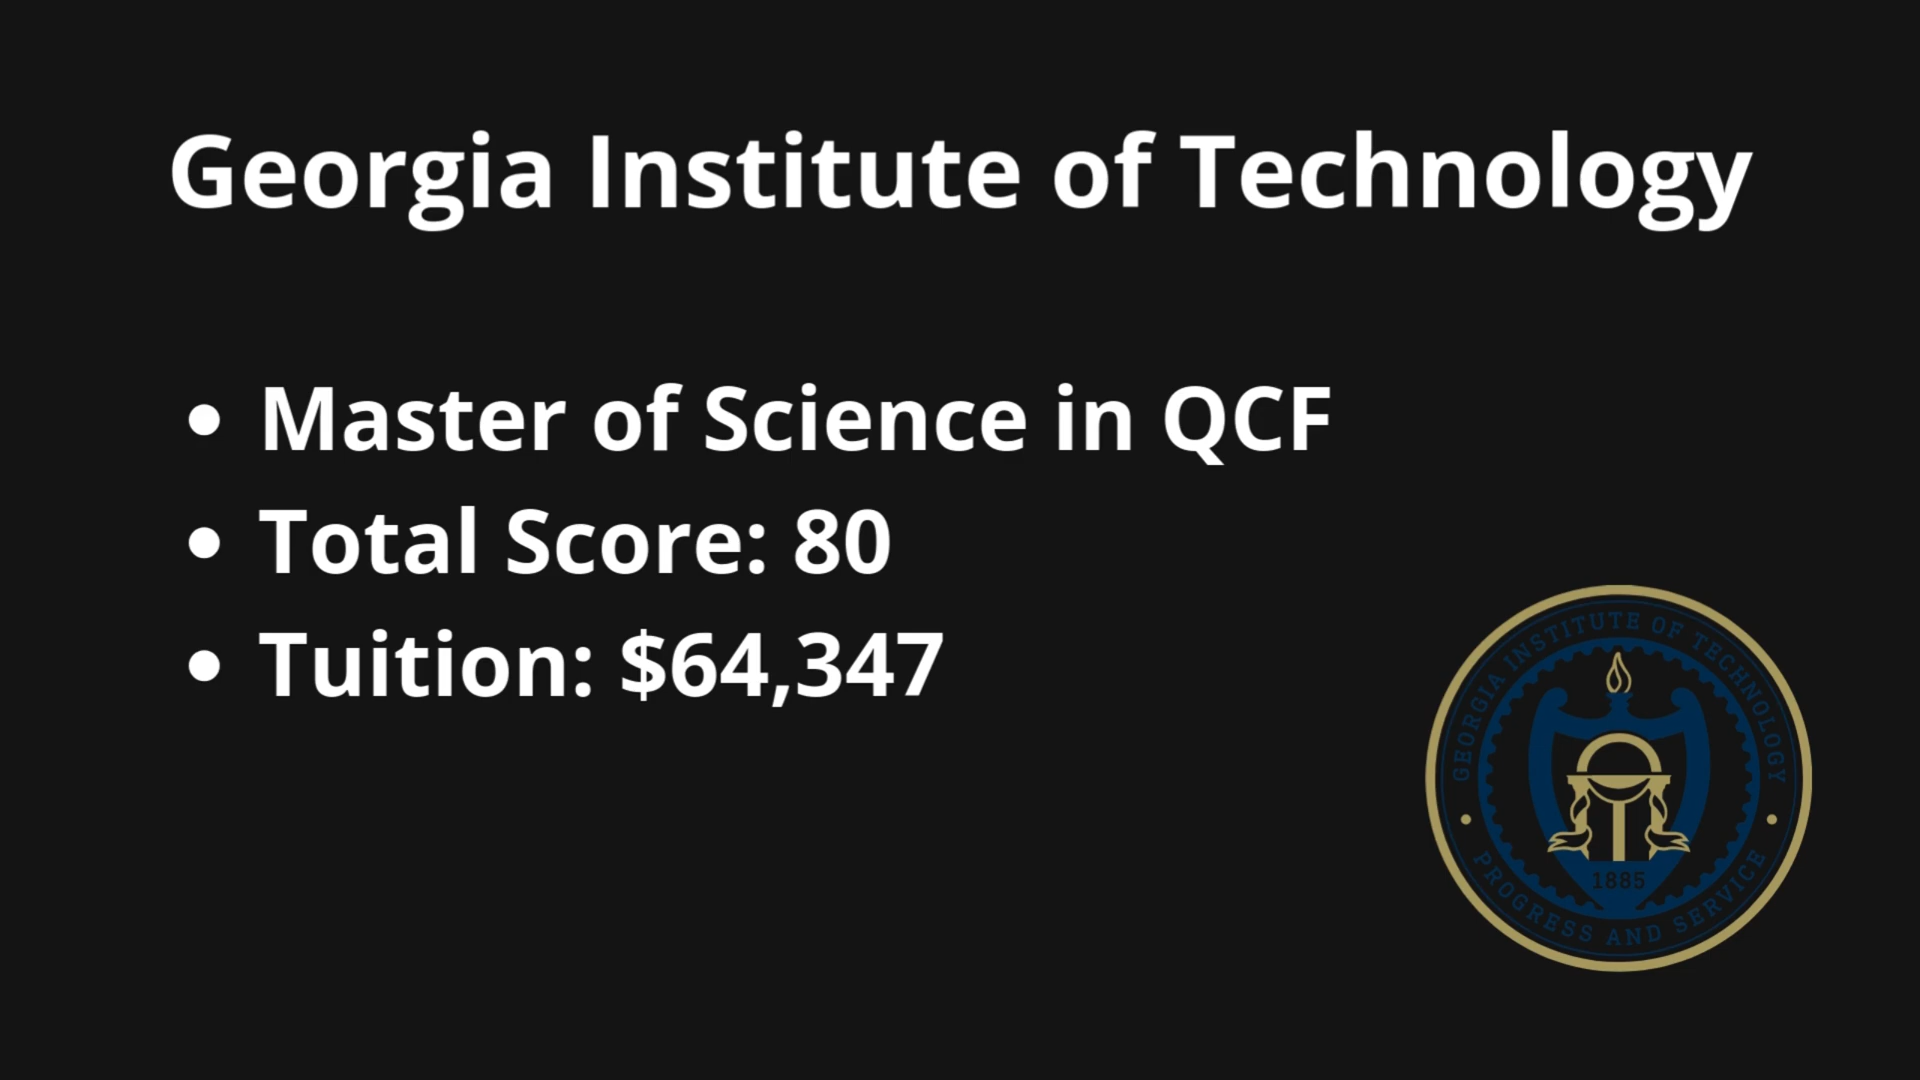 Georgia Institute of Technology
• Master of Science in QCF
• Total Score: 80
• Tuition: $64,347
GEORGIA INSTITUTE OF TECHNOLOGY
1885
PROGRESS AND SERVICE